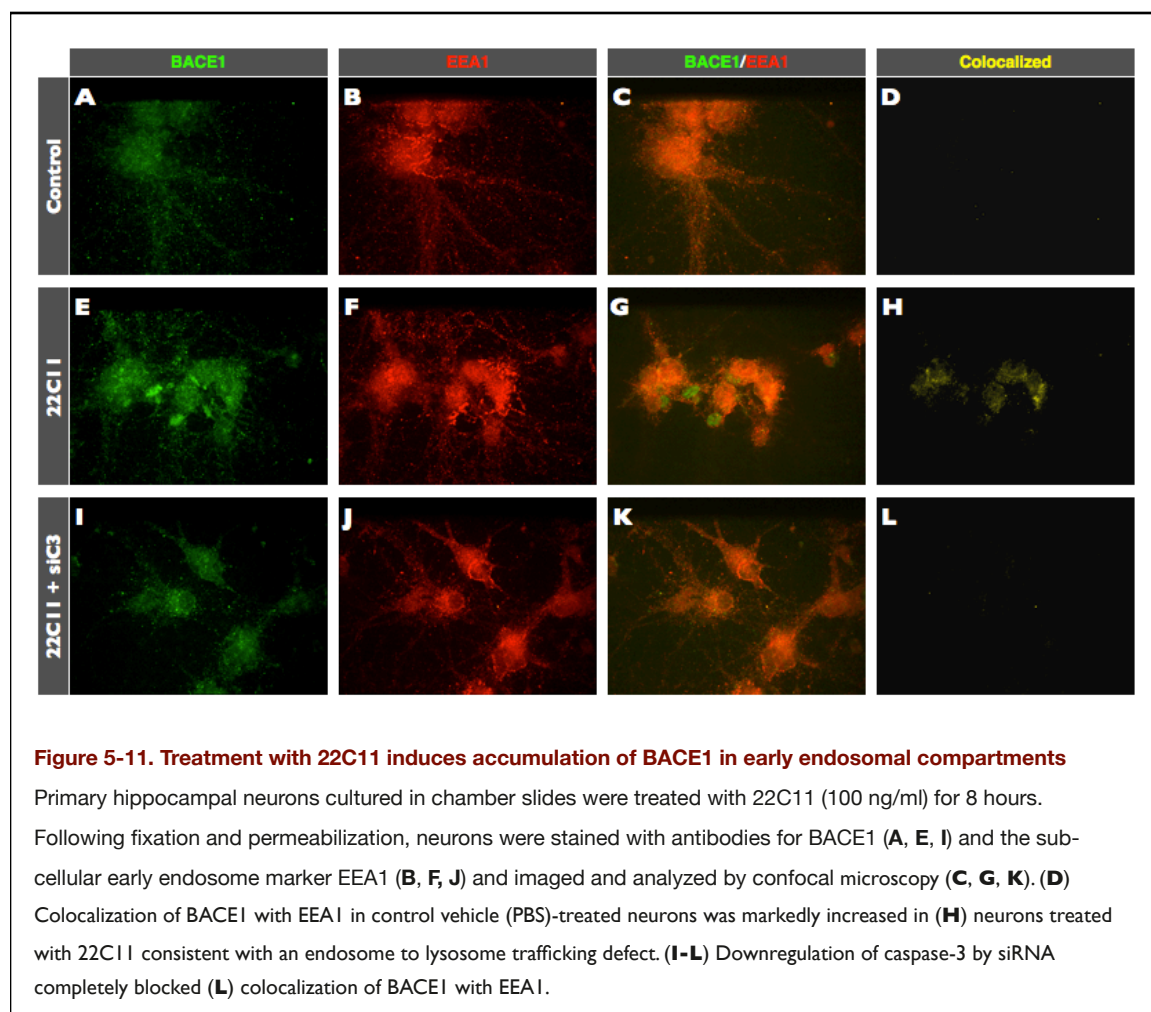 BACE1 EEA1 BACE1/EEA1 Colocalized
Control
A B C D
22C11
E F G H
22C11 + siC3
I J K L
Figure 5-11. Treatment with 22C11 induces accumulation of BACE1 in early endosomal compartments
Primary hippocampal neurons cultured in chamber slides were treated with 22C11 (100 ng/ml) for 8 hours.
Following fixation and permeabilization, neurons were stained with antibodies for BACE1 (A, E, I) and the sub-
cellular early endosome marker EEA1 (B, F, J) and imaged and analyzed by confocal microscopy (C, G, K). (D)
Colocalization of BACE1 with EEA1 in control vehicle (PBS)-treated neurons was markedly increased in (H) neurons treated
with 22C11 consistent with an endosome to lysosome trafficking defect. (I-L) Downregulation of caspase-3 by siRNA
completely blocked (L) colocalization of BACE1 with EEA1.